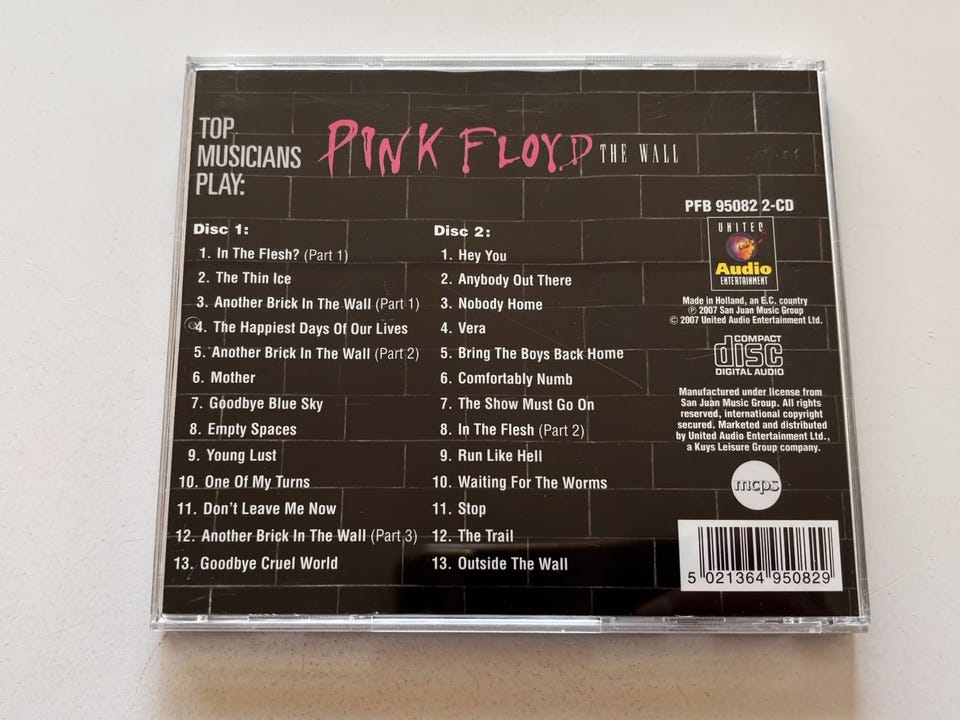 TOP
MUSICIANS
PLAY:
PINK FLOYD THE WALL
Disc 1:
1. In The Flesh? (Part 1)
2. The Thin Ice
3. Another Brick In The Wall (Part 1)
4. The Happiest Days Of Our Lives
5. Another Brick In The Wall (Part 2)
6. Mother
7. Goodbye Blue Sky
8. Empty Spaces
9. Young Lust
10. One Of My Turns
11. Don't Leave Me Now
12. Another Brick In The Wall (Part 3)
13. Goodbye Cruel World
Disc 2:
1. Hey You
2. Anybody Out There
3. Nobody Home
4. Vera
5. Bring The Boys Back Home
6. Comfortably Numb
7. The Show Must Go On
8. In The Flesh (Part 2)
9. Run Like Hell
10. Waiting For The Worms
11. Stop
12. The Trail
13. Outside The Wall
PFB 95082 2-CD
UNITED
Audio
ENTERTAINMENT
Made in Holland, an E.C. country
℗ 2007 San Juan Music Group
© 2007 United Audio Entertainment Ltd.
COMPACT
disc
DIGITAL AUDIO
Manufactured under license from
San Juan Music Group. All rights
reserved, international copyright
secured. Marketed and distributed
by United Audio Entertainment Ltd.,
a Kuys Leisure Group company.
mcps
5 021364 950829